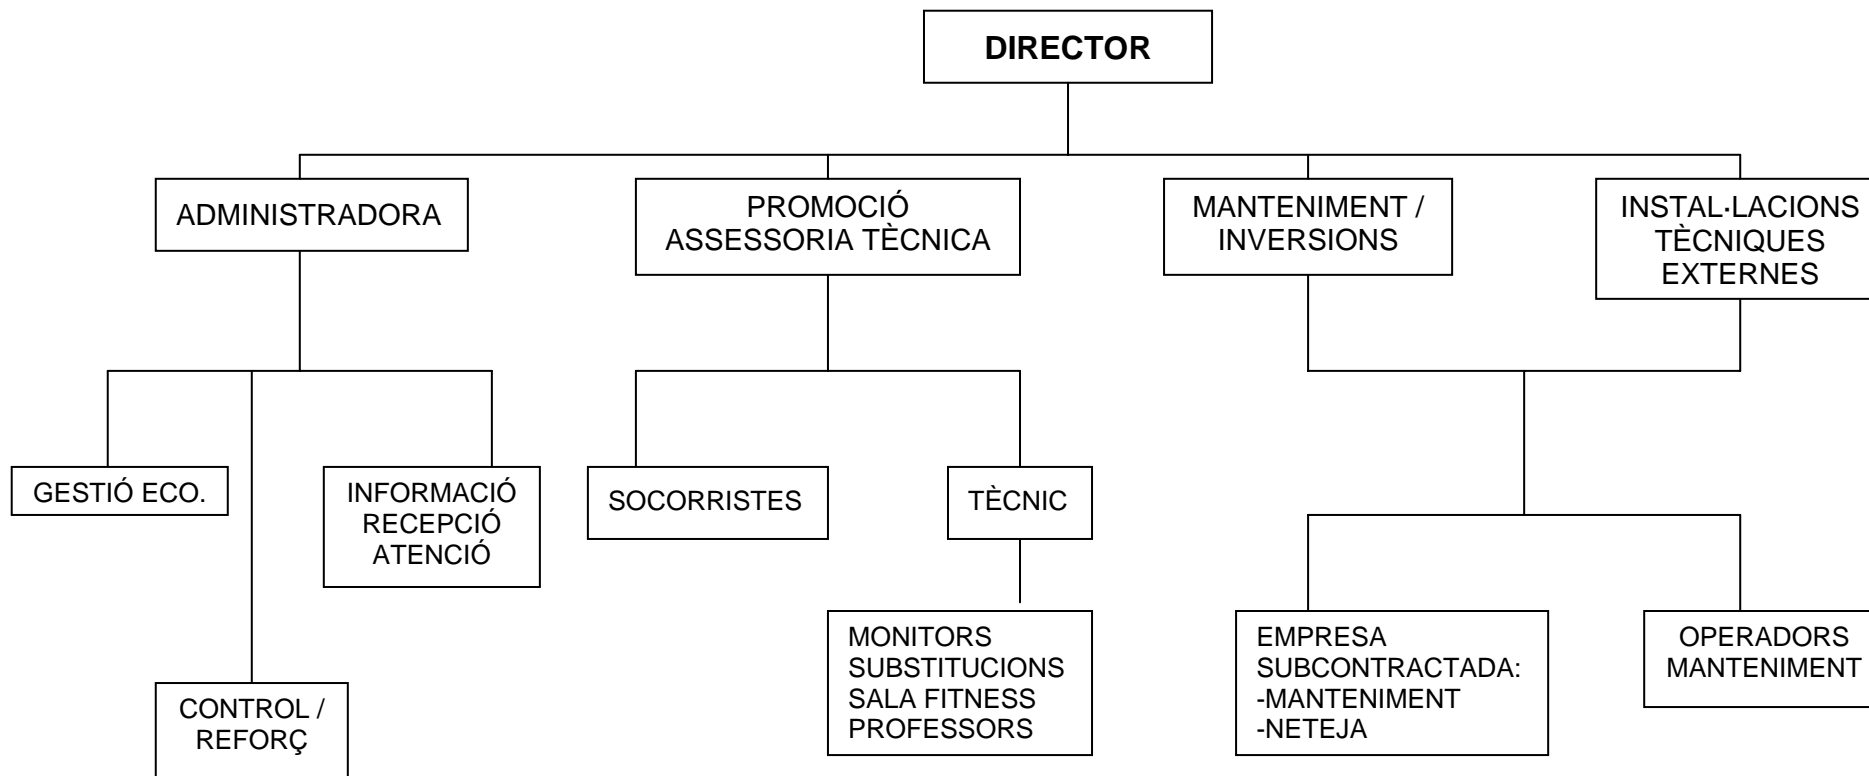 DIRECTOR
ADMINISTRADORA
PROMOCIÓ
ASSESSORIA TÈCNICA
MANTENIMENT /
INVERSIONS
INSTAL·LACIONS
TÈCNIQUES
EXTERNES
GESTIÓ ECO.
INFORMACIÓ
RECEPCIÓ
ATENCIÓ
SOCORRISTES
TÈCNIC
CONTROL /
REFORÇ
MONITORS
SUBSTITUCIONS
SALA FITNESS
PROFESSORS
EMPRESA
SUBCONTRACTADA:
-MANTENIMENT
-NETEJA
OPERADORS
MANTENIMENT